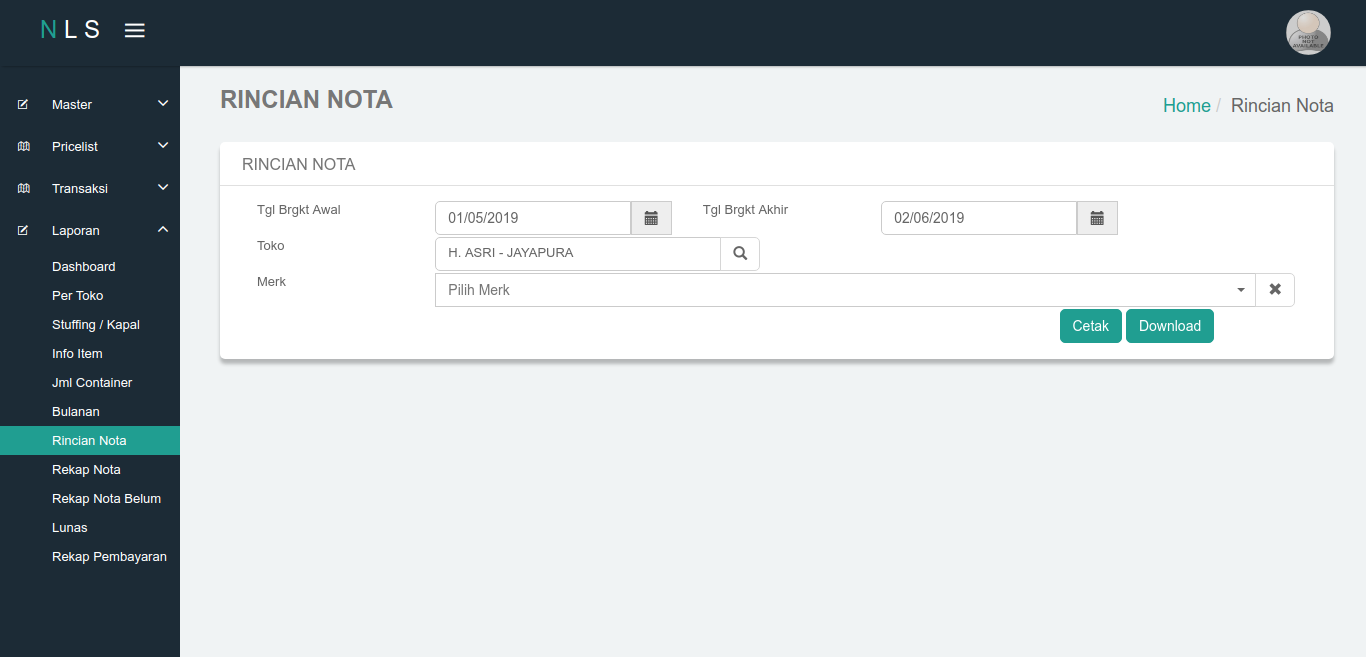 NLS
Master
Pricelist
Transaksi
Laporan
Dashboard
Per Toko
Stuffing / Kapal
Info Item
Jml Container
Bulanan
Rincian Nota
Rekap Nota
Rekap Nota Belum
Lunas
Rekap Pembayaran
RINCIAN NOTA
Home / Rincian Nota
RINCIAN NOTA
Tgl Brgkt Awal 01/05/2019 Tgl Brgkt Akhir 02/06/2019
Toko H. ASRI - JAYAPURA
Merk Pilih Merk
Cetak Download
PHOTO
NOT
AVAILABLE